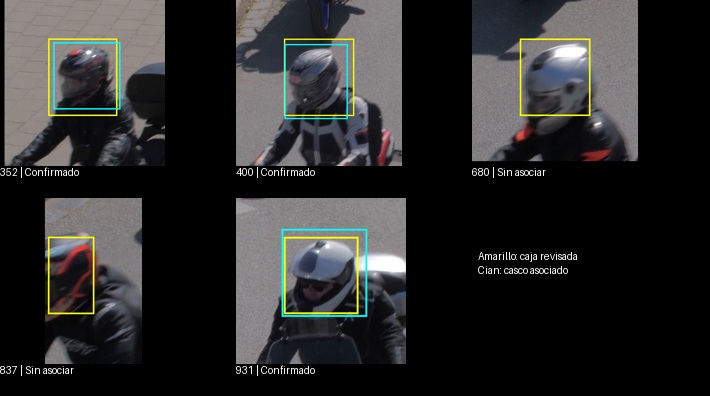 352 | Confirmado
400 | Confirmado
680 | Sin asociar
837 | Sin asociar
931 | Confirmado
Amarillo: caja revisada
Cian: casco asociado